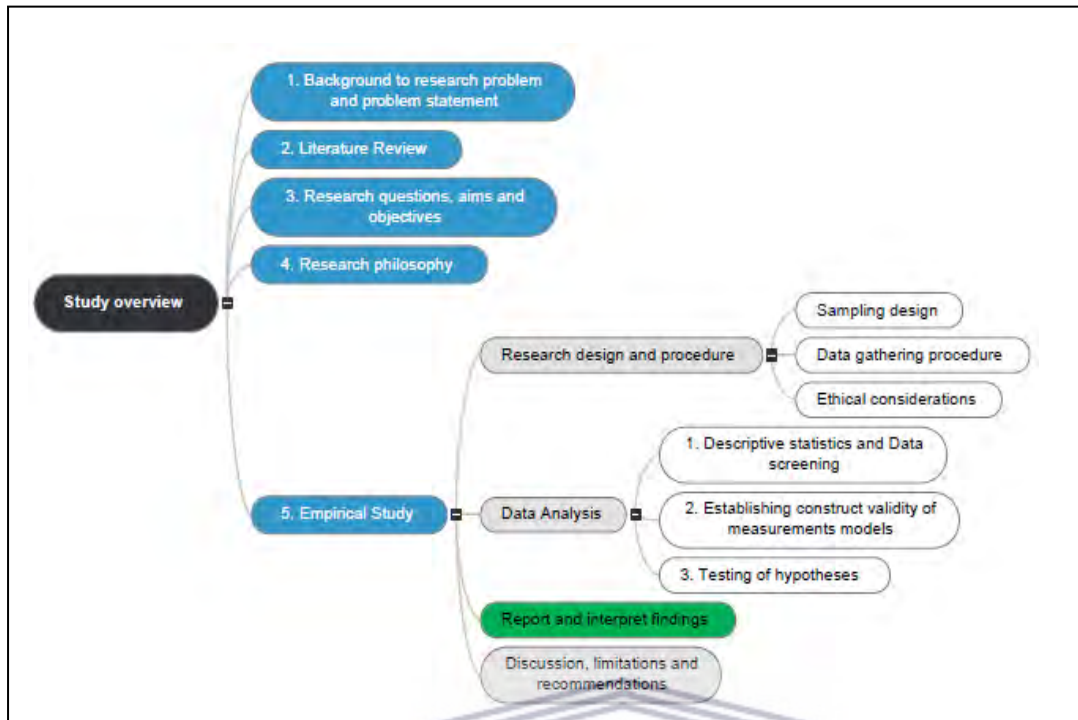 1. Background to research problem
and problem statement
2. Literature Review
3. Research questions, aims and
objectives
4. Research philosophy
Study overview
5. Empirical Study
Research design and procedure
Sampling design
Data gathering procedure
Ethical considerations
Data Analysis
1. Descriptive statistics and Data
screening
2. Establishing construct validity of
measurements models
3. Testing of hypotheses
Report and interpret findings
Discussion, limitations and
recommendations